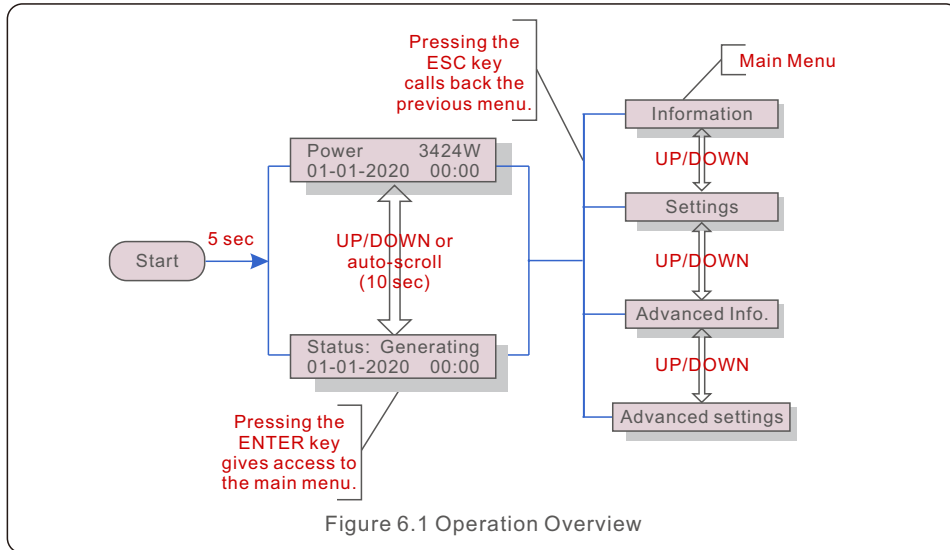 Pressing the
ESC key
calls back the
previous menu.
Main Menu
Information
UP/DOWN
Settings
UP/DOWN
Advanced Info.
UP/DOWN
Advanced settings
Power 3424W
01-01-2020 00:00
5 sec
Start
UP/DOWN or
auto-scroll
(10 sec)
Status: Generating
01-01-2020 00:00
Pressing the
ENTER key
gives access to
the main menu.
Figure 6.1 Operation Overview